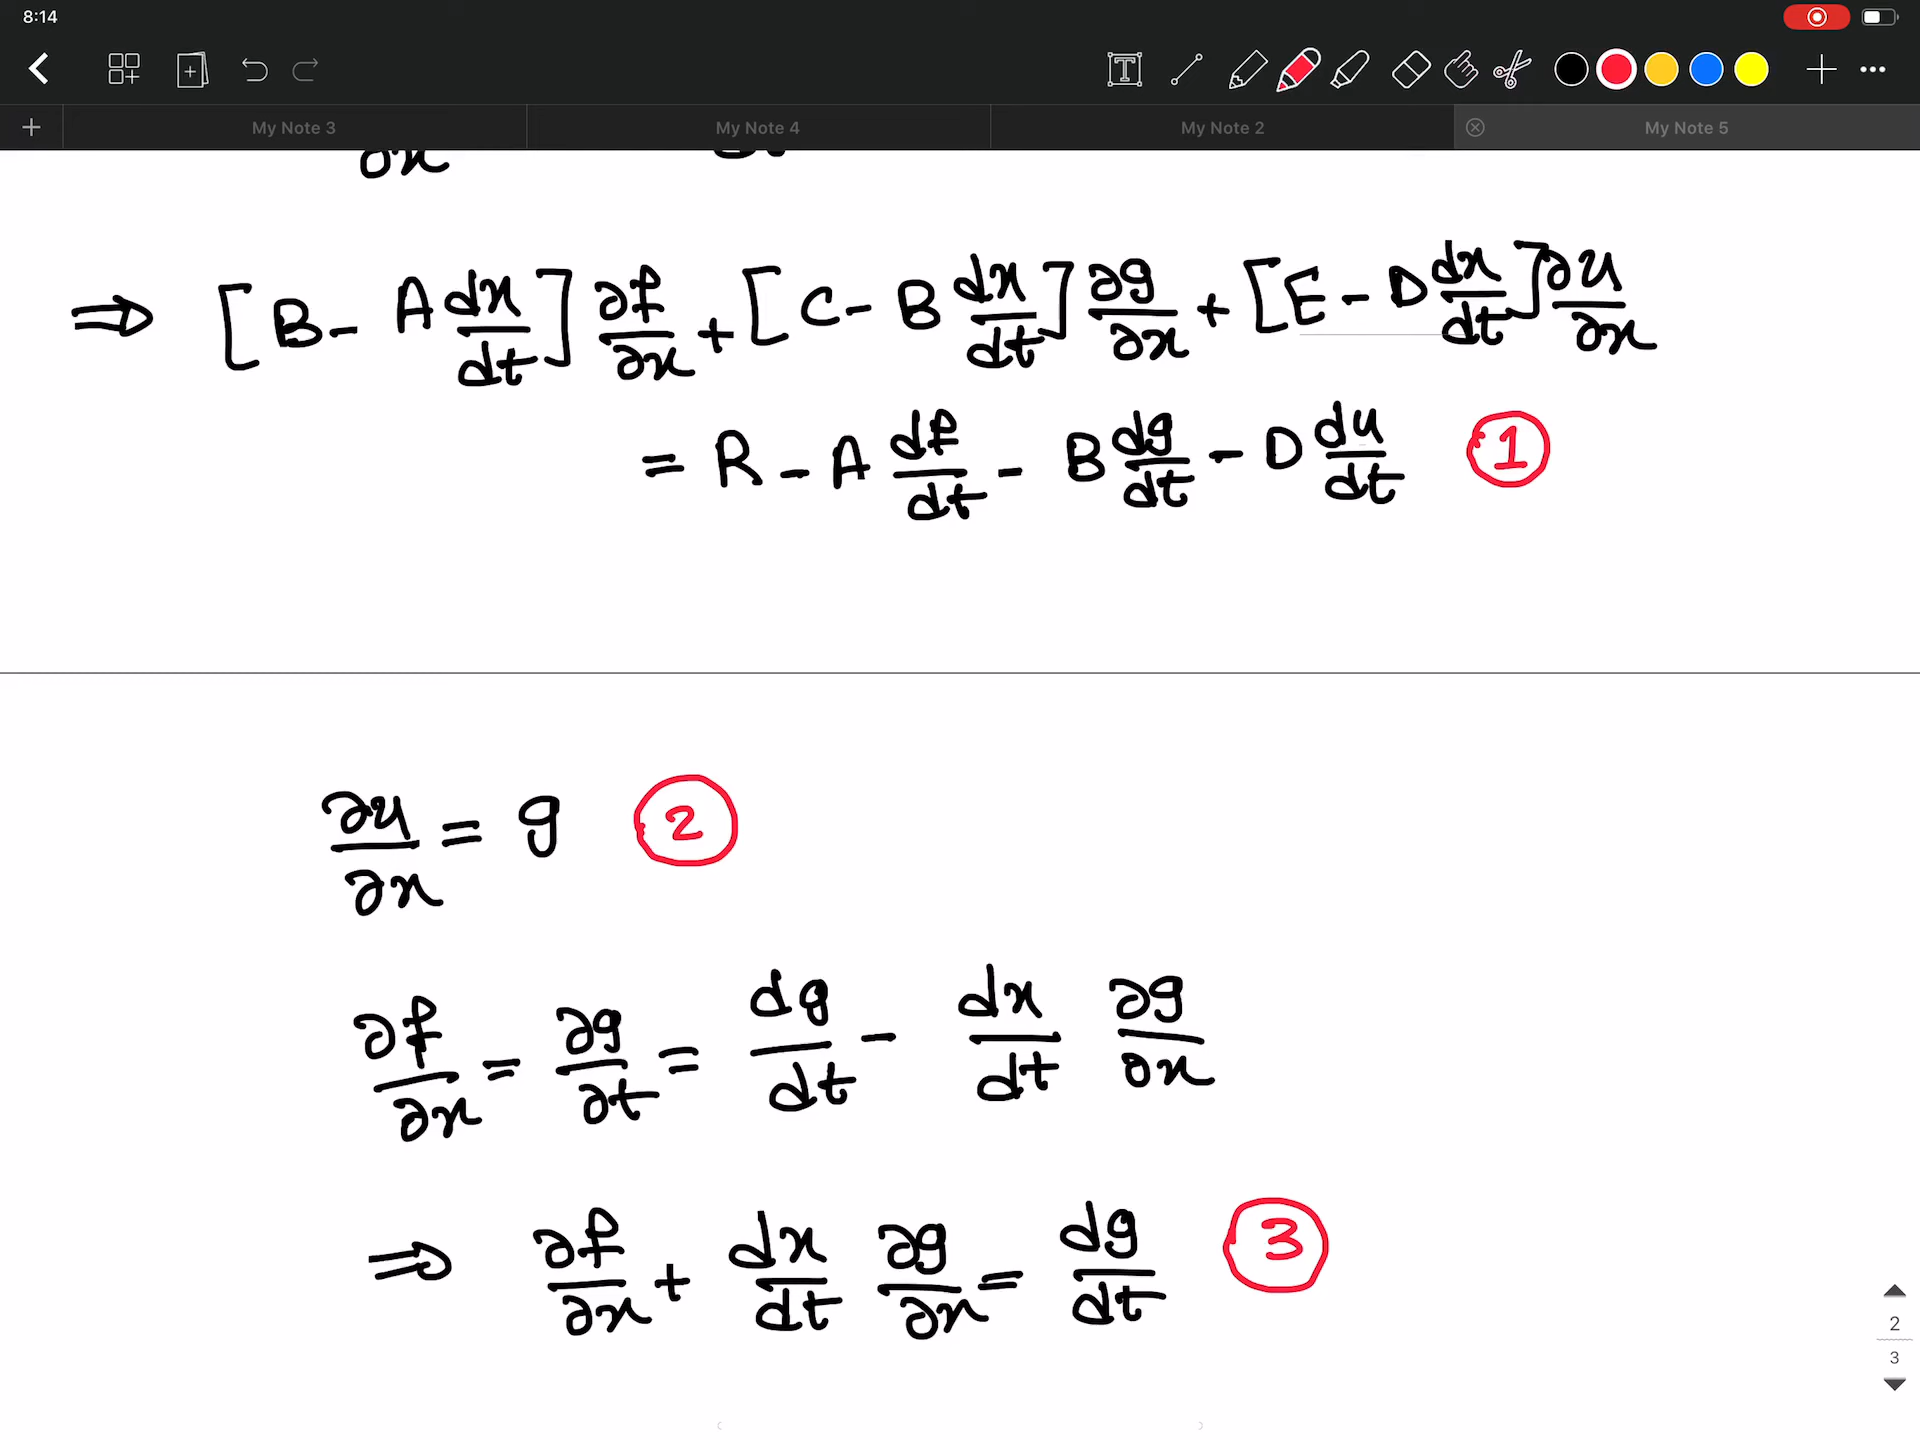 8:14
My Note 3 My Note 4 My Note 2 My Note 5
∂x
⇒ [B - A dx/dt] ∂f/∂x + [C - B dx/dt] ∂g/∂x + [E - D dx/dt] ∂u/∂x
= R - A df/dt - B dg/dt - D du/dt ①
∂u/∂x = g ②
∂f/∂x = ∂g/∂t = dg/dt - dx/dt ∂g/∂x
⇒ ∂f/∂x + dx/dt ∂g/∂x = dg/dt ③
2
3